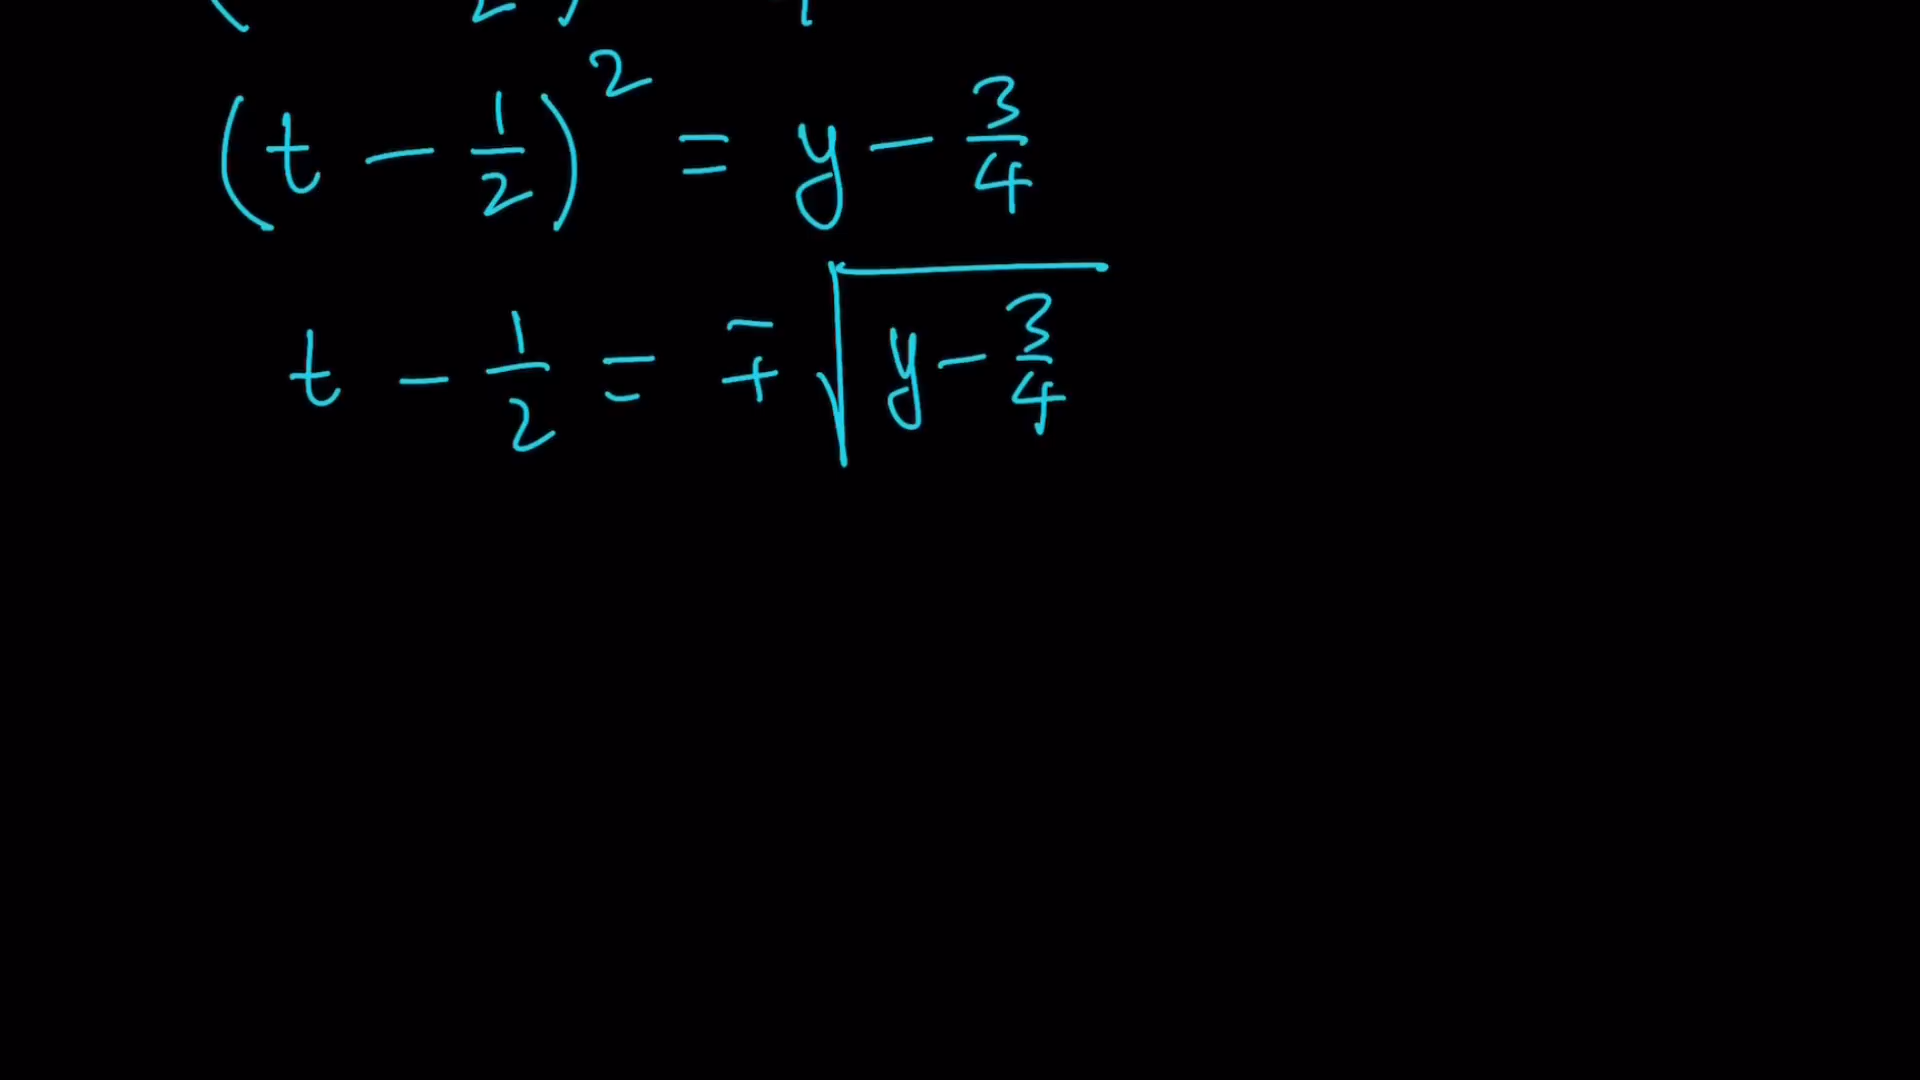 (t - 1/2)² = y - 3/4
t - 1/2 = ∓√(y - 3/4)